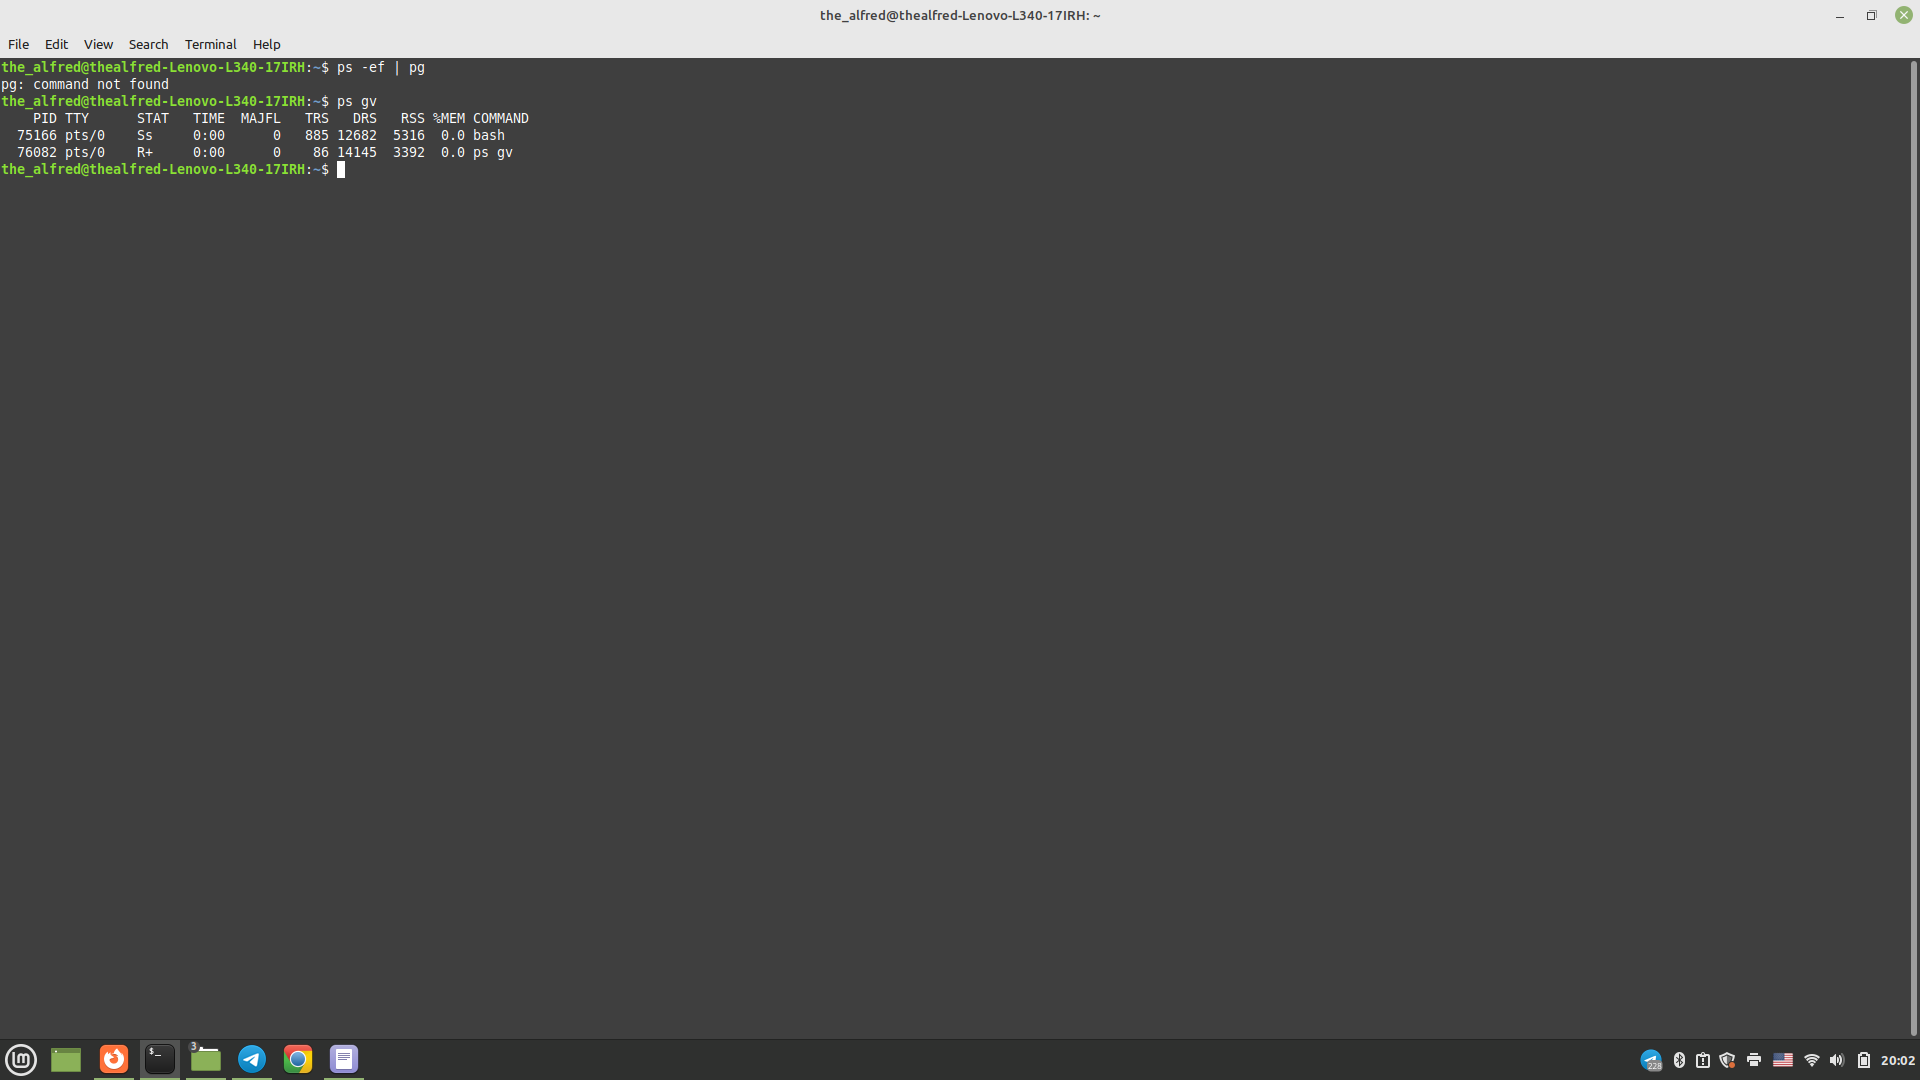 the_alfred@thealfred-Lenovo-L340-17IRH: ~
File Edit View Search Terminal Help
the_alfred@thealfred-Lenovo-L340-17IRH:~$ ps -ef | pg
pg: command not found
the_alfred@thealfred-Lenovo-L340-17IRH:~$ ps gv
PID TTY STAT TIME MAJFL TRS DRS RSS %MEM COMMAND
75166 pts/0 Ss 0:00 0 885 12682 5316 0.0 bash
76082 pts/0 R+ 0:00 0 86 14145 3392 0.0 ps gv
the_alfred@thealfred-Lenovo-L340-17IRH:~$
lm $_ 3 228 20:02